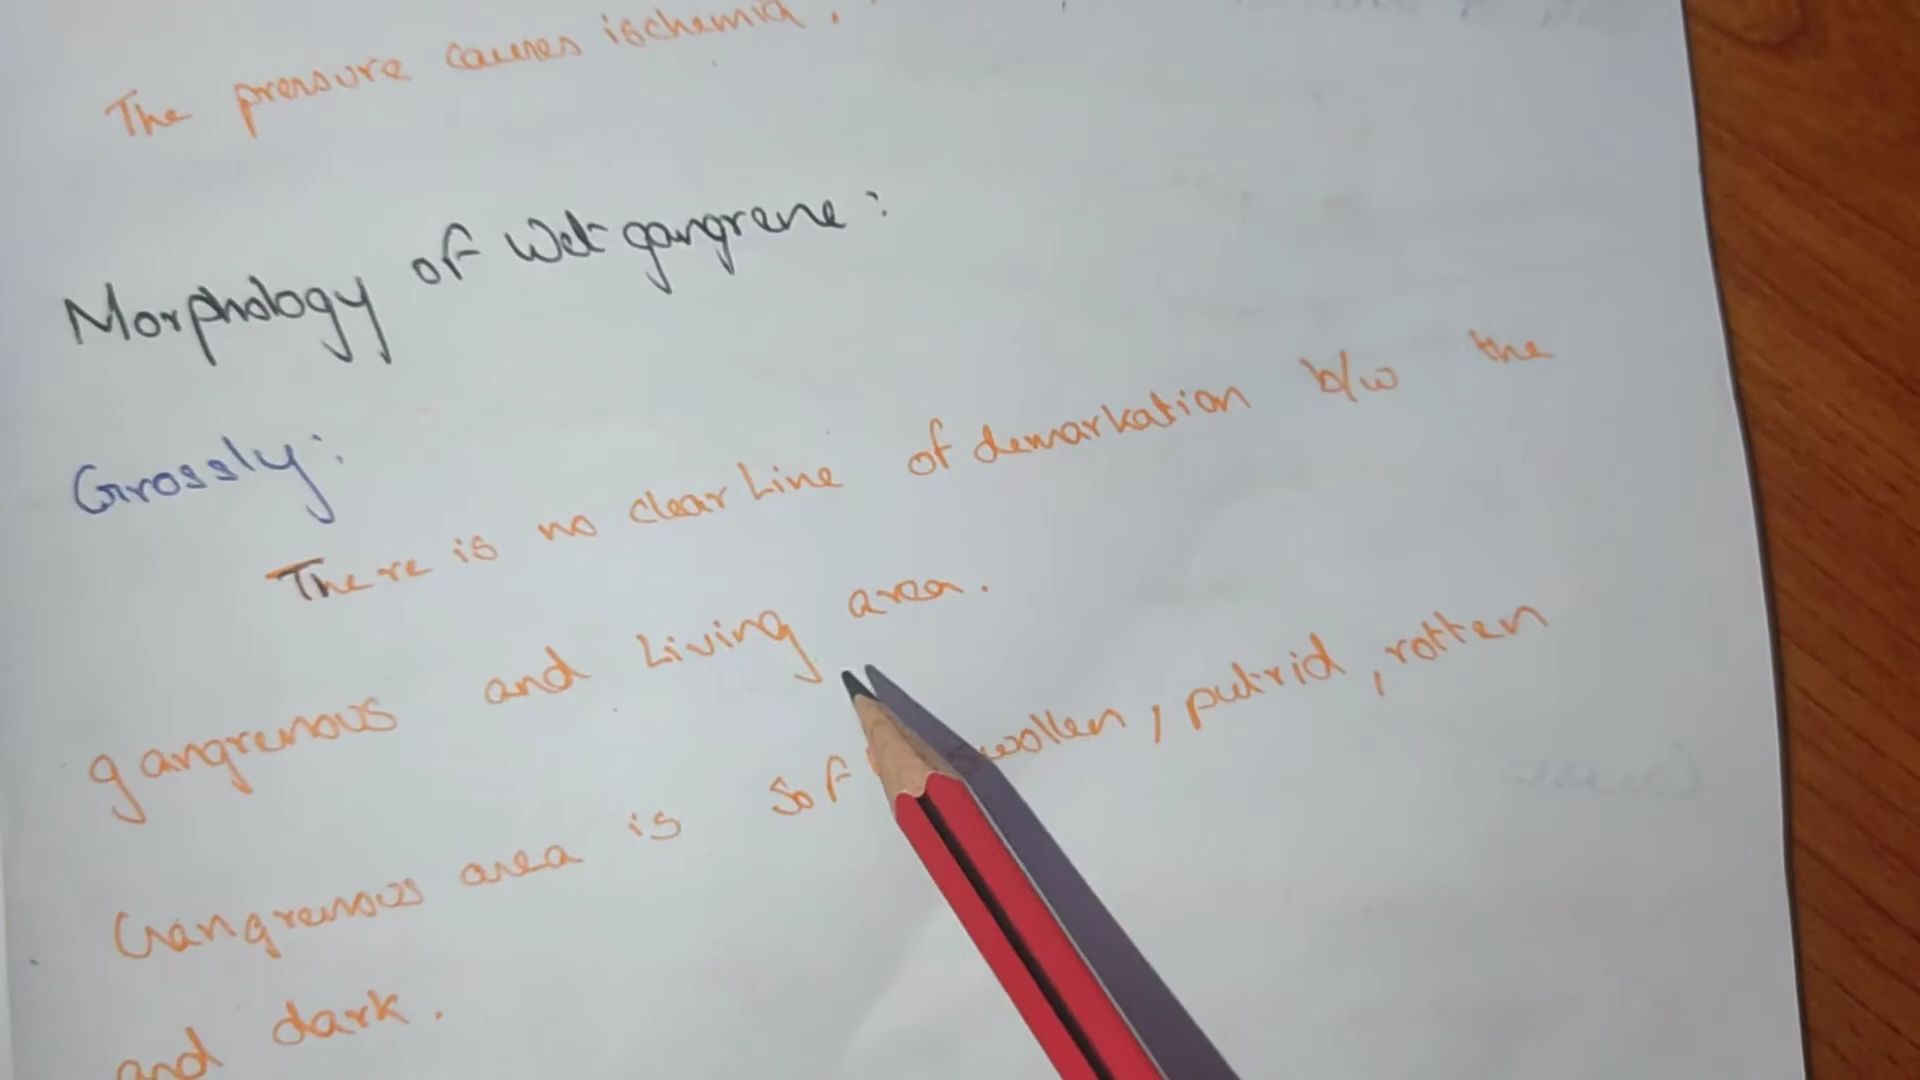 The pressure causes ischemia.
Morphology of Wet gangrene:
Grossly:
There is no clear Line of demarkation b/w the
gangrenous and Living area.
Gangrenous area is sof swollen, putrid, rotten
and dark.